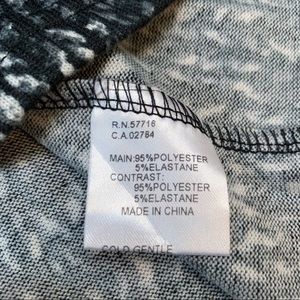 R.N.57716
C.A.02784
MAIN:95%POLYESTER
5%ELASTANE
CONTRAST:
95%POLYESTER
5%ELASTANE
MADE IN CHINA
COLD GENTLE